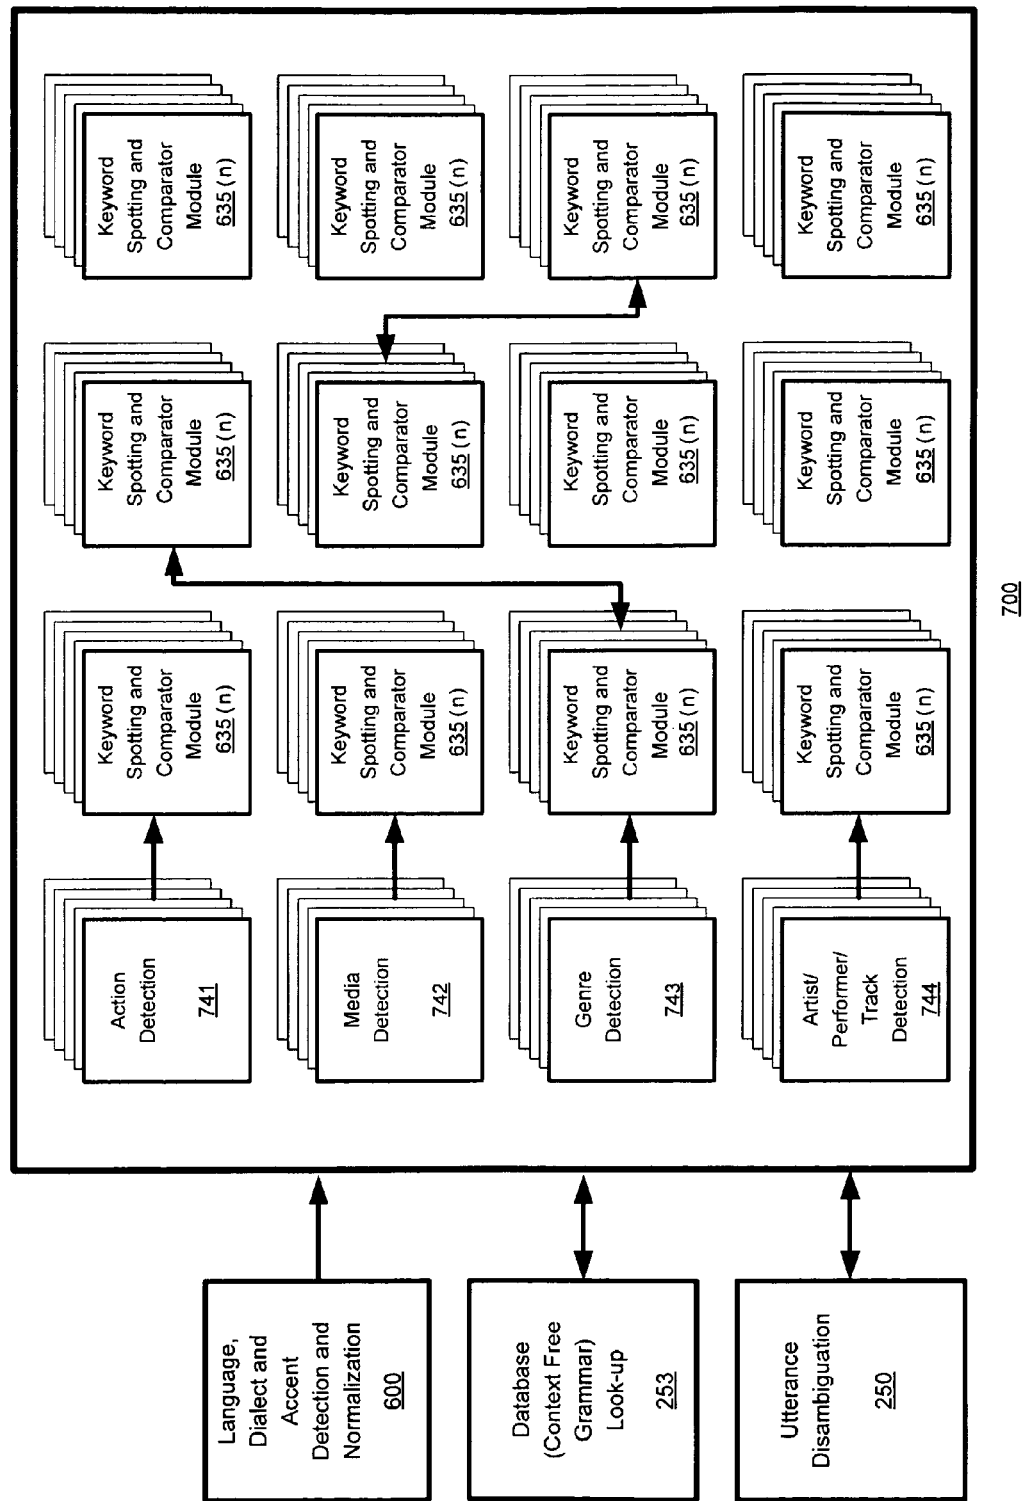 Language,
Dialect and
Accent
Detection and
Normalization
600
Database
(Context Free
Grammar)
Look-up
253
Utterance
Disambiguation
250
Action
Detection
741
Keyword
Spotting and
Comparator
Module
635 (n)
Keyword
Spotting and
Comparator
Module
635 (n)
Keyword
Spotting and
Comparator
Module
635 (n)
Media
Detection
742
Keyword
Spotting and
Comparator
Module
635 (n)
Keyword
Spotting and
Comparator
Module
635 (n)
Keyword
Spotting and
Comparator
Module
635 (n)
Genre
Detection
743
Keyword
Spotting and
Comparator
Module
635 (n)
Keyword
Spotting and
Comparator
Module
635 (n)
Keyword
Spotting and
Comparator
Module
635 (n)
Artist/
Performer/
Track
Detection
744
Keyword
Spotting and
Comparator
Module
635 (n)
Keyword
Spotting and
Comparator
Module
635 (n)
Keyword
Spotting and
Comparator
Module
635 (n)
700